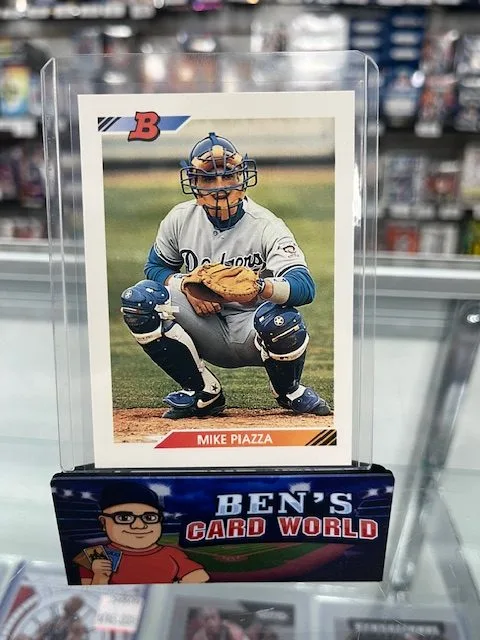 B
Dodgers
MIKE PIAZZA
BEN'S
CARD WORLD